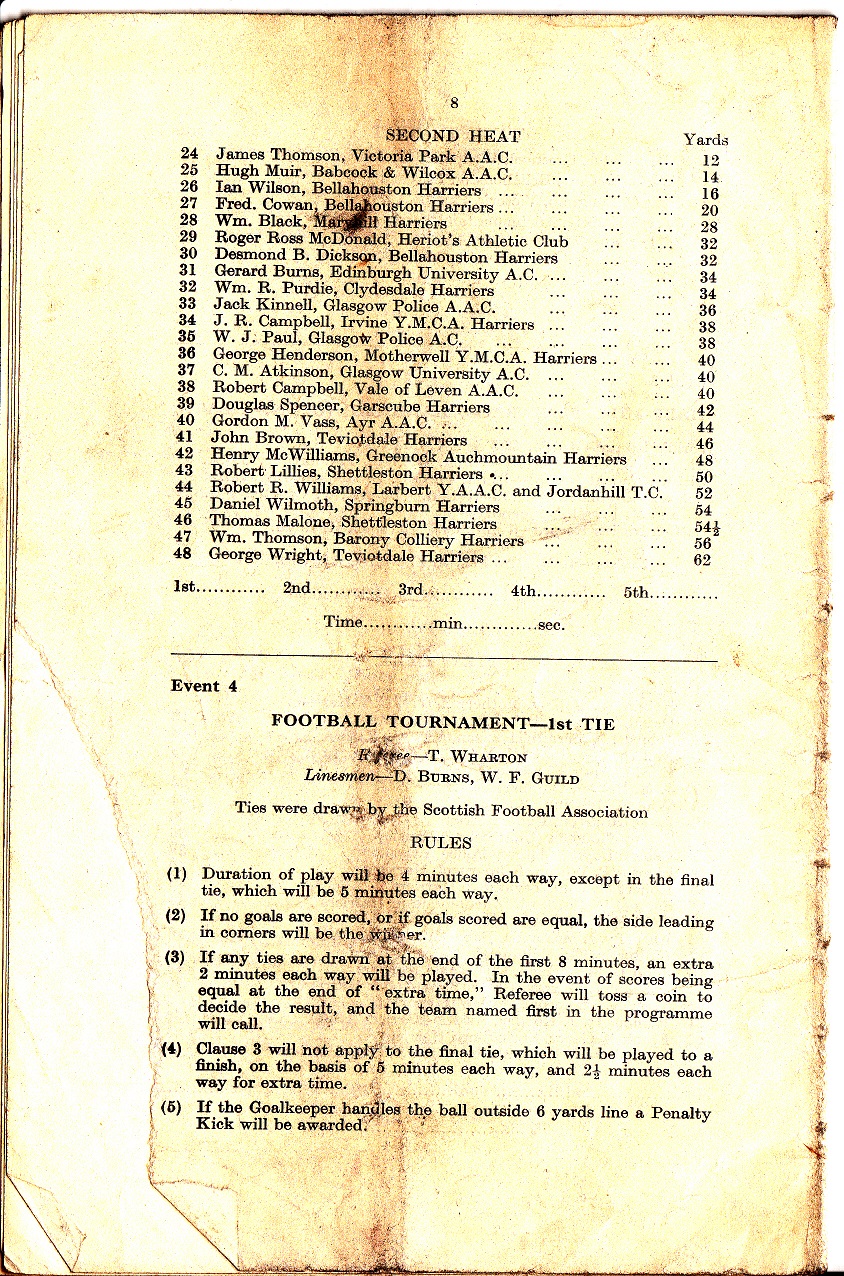 8
SECOND HEAT Yards
24 James Thomson, Victoria Park A.A.C. ... ... ... 12
25 Hugh Muir, Babcock & Wilcox A.A.C. ... ... ... 14
26 Ian Wilson, Bellahouston Harriers ... ... ... ... 16
27 Fred. Cowan, Bellahouston Harriers ... ... ... ... 20
28 Wm. Black, Maryhill Harriers ... ... ... ... 28
29 Roger Ross McDonald, Heriot's Athletic Club ... ... 32
30 Desmond B. Dickson, Bellahouston Harriers ... ... 32
31 Gerard Burns, Edinburgh University A.C. ... ... ... 34
32 Wm. R. Purdie, Clydesdale Harriers ... ... ... 34
33 Jack Kinnell, Glasgow Police A.A.C. ... ... ... 36
34 J. R. Campbell, Irvine Y.M.C.A. Harriers ... ... ... 38
35 W. J. Paul, Glasgow Police A.C. ... ... ... ... 38
36 George Henderson, Motherwell Y.M.C.A. Harriers ... ... 40
37 C. M. Atkinson, Glasgow University A.C. ... ... ... 40
38 Robert Campbell, Vale of Leven A.A.C. ... ... ... 40
39 Douglas Spencer, Garscube Harriers ... ... ... 42
40 Gordon M. Vass, Ayr A.A.C. ... ... ... ... ... 44
41 John Brown, Teviotdale Harriers ... ... ... ... 46
42 Henry McWilliams, Greenock Auchmountain Harriers ... 48
43 Robert Lillies, Shettleston Harriers ... ... ... ... 50
44 Robert R. Williams, Larbert Y.A.A.C. and Jordanhill T.C. 52
45 Daniel Wilmoth, Springburn Harriers ... ... ... 54
46 Thomas Malone, Shettleston Harriers ... ... ... 54½
47 Wm. Thomson, Barony Colliery Harriers ... ... ... 56
48 George Wright, Teviotdale Harriers ... ... ... ... 62
1st............ 2nd............ 3rd............ 4th............ 5th............
Time............min.............sec.
Event 4
FOOTBALL TOURNAMENT—1st TIE
Referee—T. WHARTON
Linesmen—D. BURNS, W. F. GUILD
Ties were drawn by the Scottish Football Association
RULES
(1) Duration of play will be 4 minutes each way, except in the final
tie, which will be 5 minutes each way.
(2) If no goals are scored, or if goals scored are equal, the side leading
in corners will be the winner.
(3) If any ties are drawn at the end of the first 8 minutes, an extra
2 minutes each way will be played. In the event of scores being
equal at the end of "extra time," Referee will toss a coin to
decide the result, and the team named first in the programme
will call.
(4) Clause 3 will not apply to the final tie, which will be played to a
finish, on the basis of 5 minutes each way, and 2½ minutes each
way for extra time.
(5) If the Goalkeeper handles the ball outside 6 yards line a Penalty
Kick will be awarded.